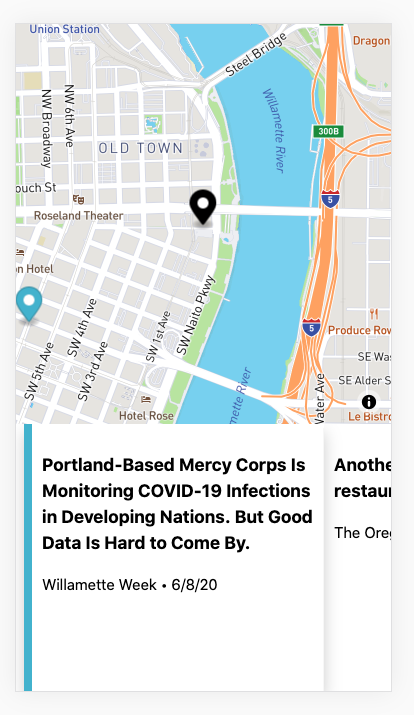 Union Station
Dragon
Steel Bridge
NW 6th Ave
NW Broadway
Willamette River
300B
OLD TOWN
ouch St
5
Roseland Theater
on Hotel
SW Naito Pkwy
SW 4th Ave
SW 1st Ave
5
Produce Row
SW 5th Ave
SW 3rd Ave
SE Was
SE Alder S
mette River
Water Ave
Hotel Rose
Le Bistro
Portland-Based Mercy Corps Is
Monitoring COVID-19 Infections
in Developing Nations. But Good
Data Is Hard to Come By.
Willamette Week • 6/8/20
Anothe
restaur
The Oreg